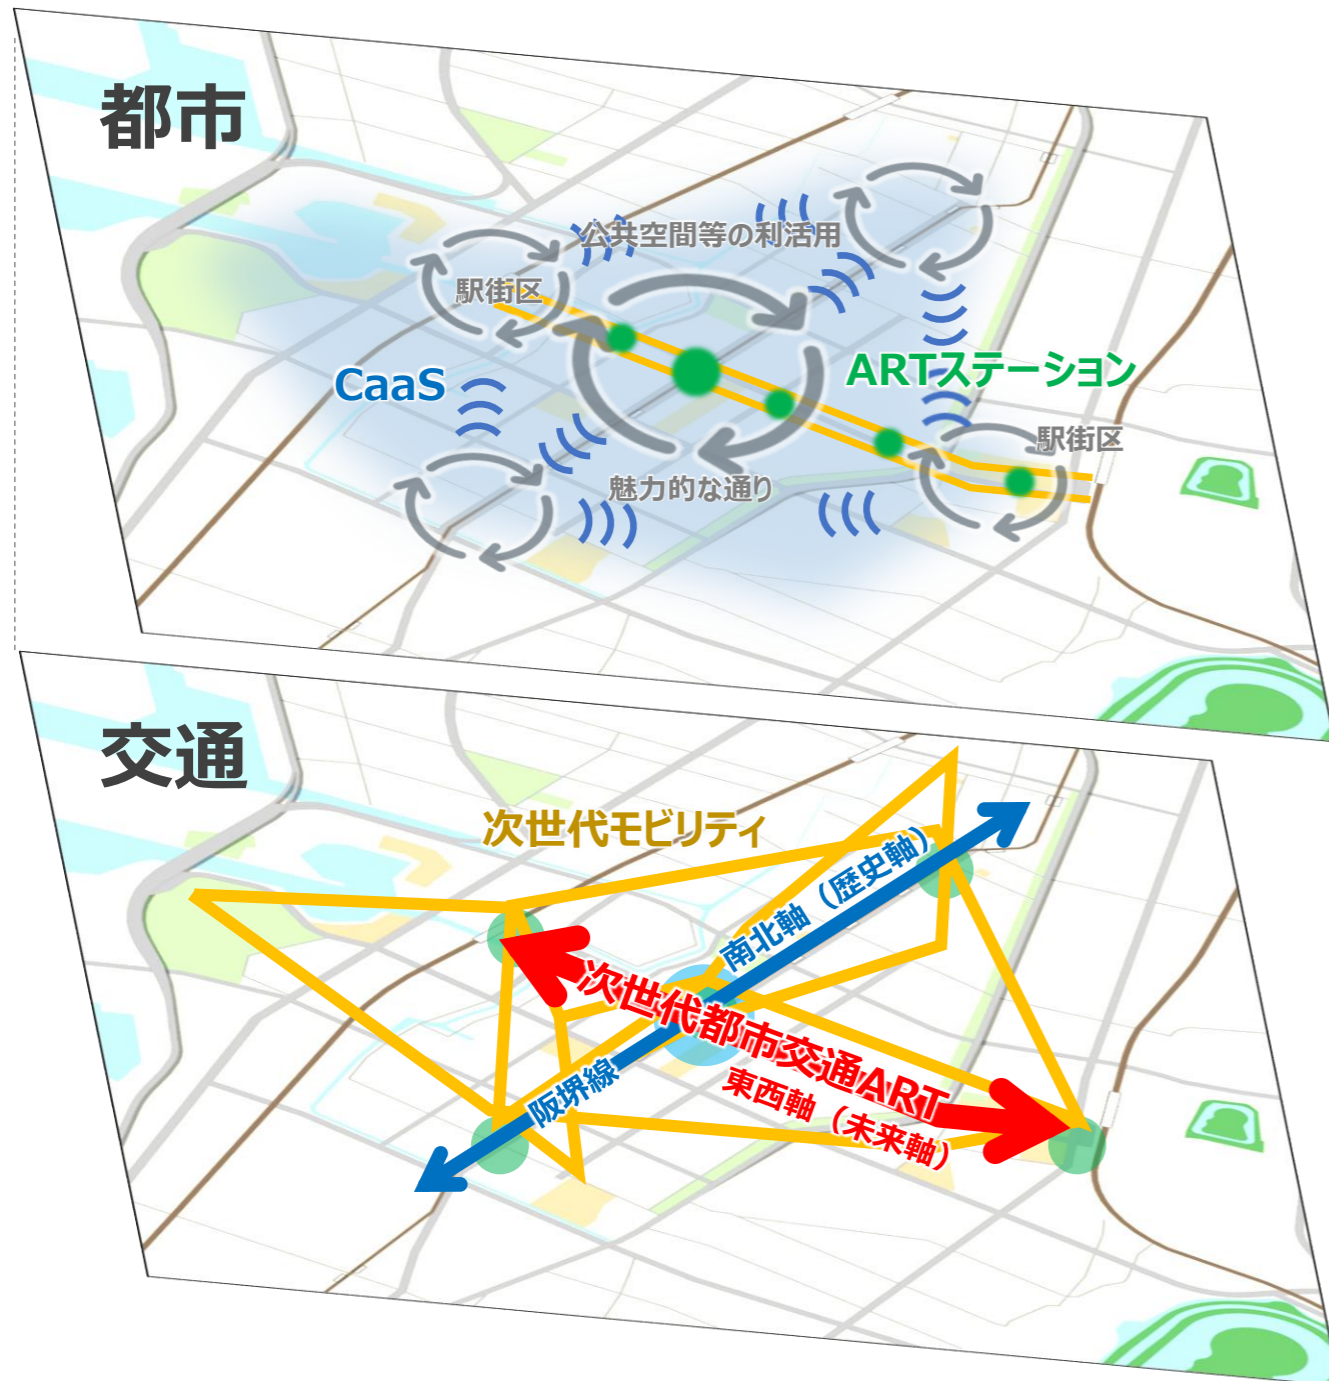 都市
公共空間等の利活用
駅街区
CaaS
ARTステーション
駅街区
魅力的な通り
交通
次世代モビリティ
南北軸（歴史軸）
次世代都市交通ART
東西軸（未来軸）
阪堺線